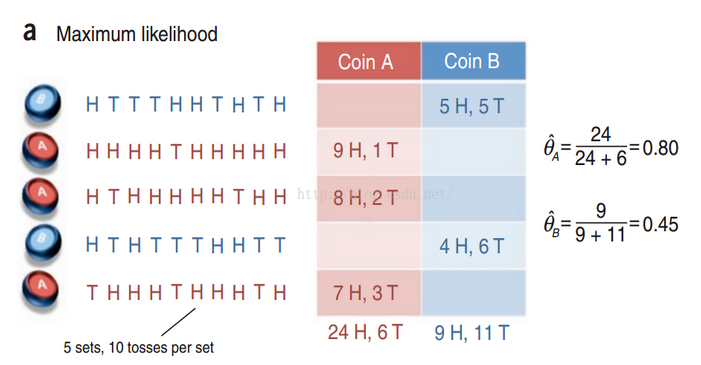 a Maximum likelihood
Coin A Coin B
B H T T T H H T H T H 5 H, 5 T
A H H H H T H H H H H 9 H, 1 T
A H T H H H H H T H H 8 H, 2 T
B H T H T T T H H T T 4 H, 6 T
A T H H H T H H H T H 7 H, 3 T
24 H, 6 T 9 H, 11 T
5 sets, 10 tosses per set
θ̂A = 24 / (24 + 6) = 0.80
θ̂B = 9 / (9 + 11) = 0.45